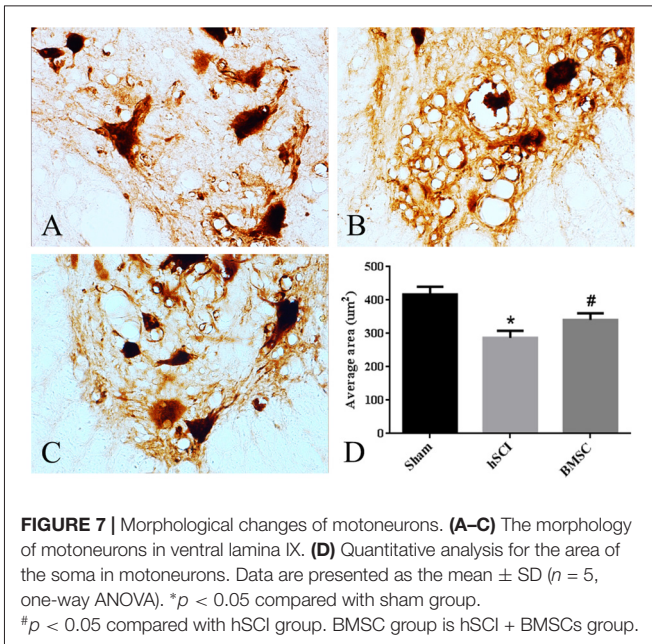 A
B
C
D
500
400
300
200
100
0
Average area (um²)
*
#
Sham
hSCI
BMSC
FIGURE 7 | Morphological changes of motoneurons. (A–C) The morphology
of motoneurons in ventral lamina IX. (D) Quantitative analysis for the area of
the soma in motoneurons. Data are presented as the mean ± SD (n = 5,
one-way ANOVA). *p < 0.05 compared with sham group.
#p < 0.05 compared with hSCI group. BMSC group is hSCI + BMSCs group.